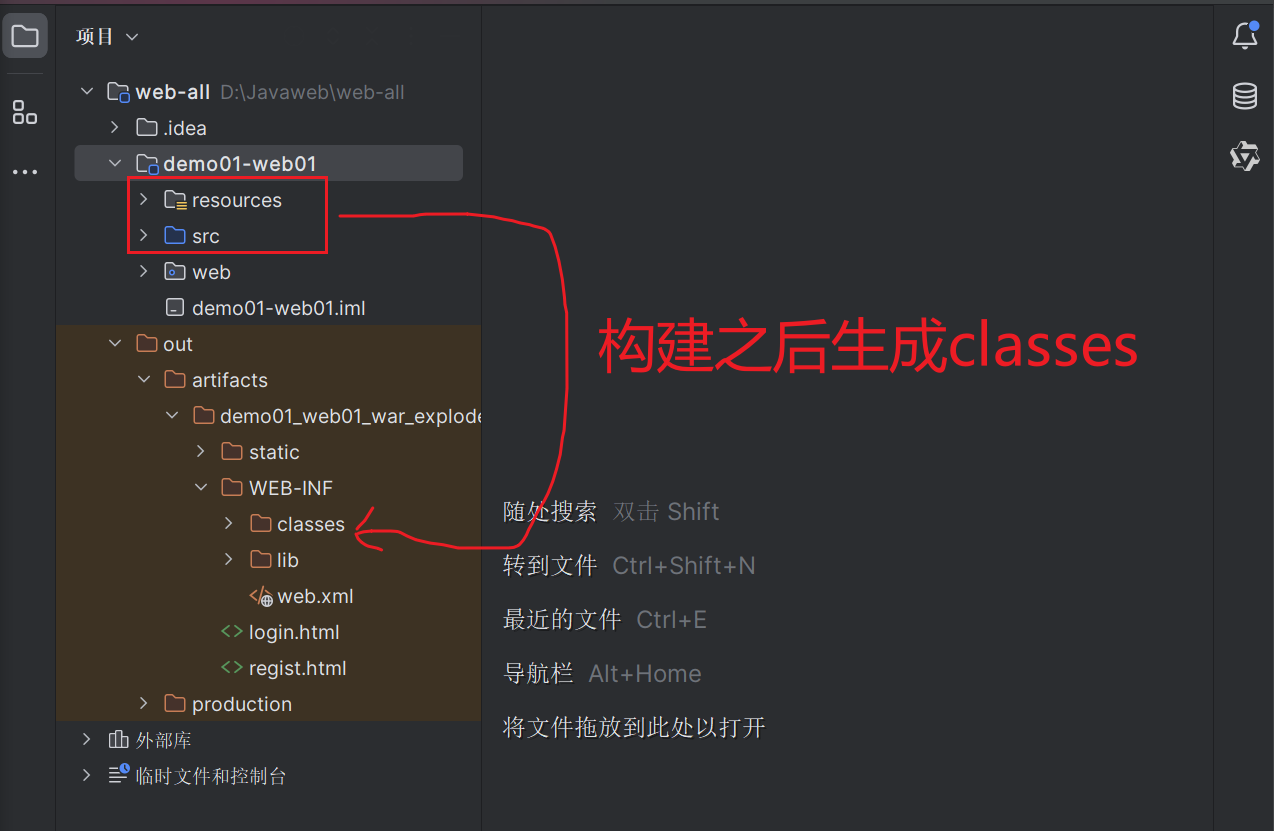 项目
web-all D:\Javaweb\web-all
.idea
demo01-web01
resources
src
web
demo01-web01.iml
out
artifacts
demo01_web01_war_explode
static
WEB-INF
classes
lib
web.xml
login.html
regist.html
production
外部库
临时文件和控制台
构建之后生成classes
随处搜索 双击 Shift
转到文件 Ctrl+Shift+N
最近的文件 Ctrl+E
导航栏 Alt+Home
将文件拖放到此处以打开